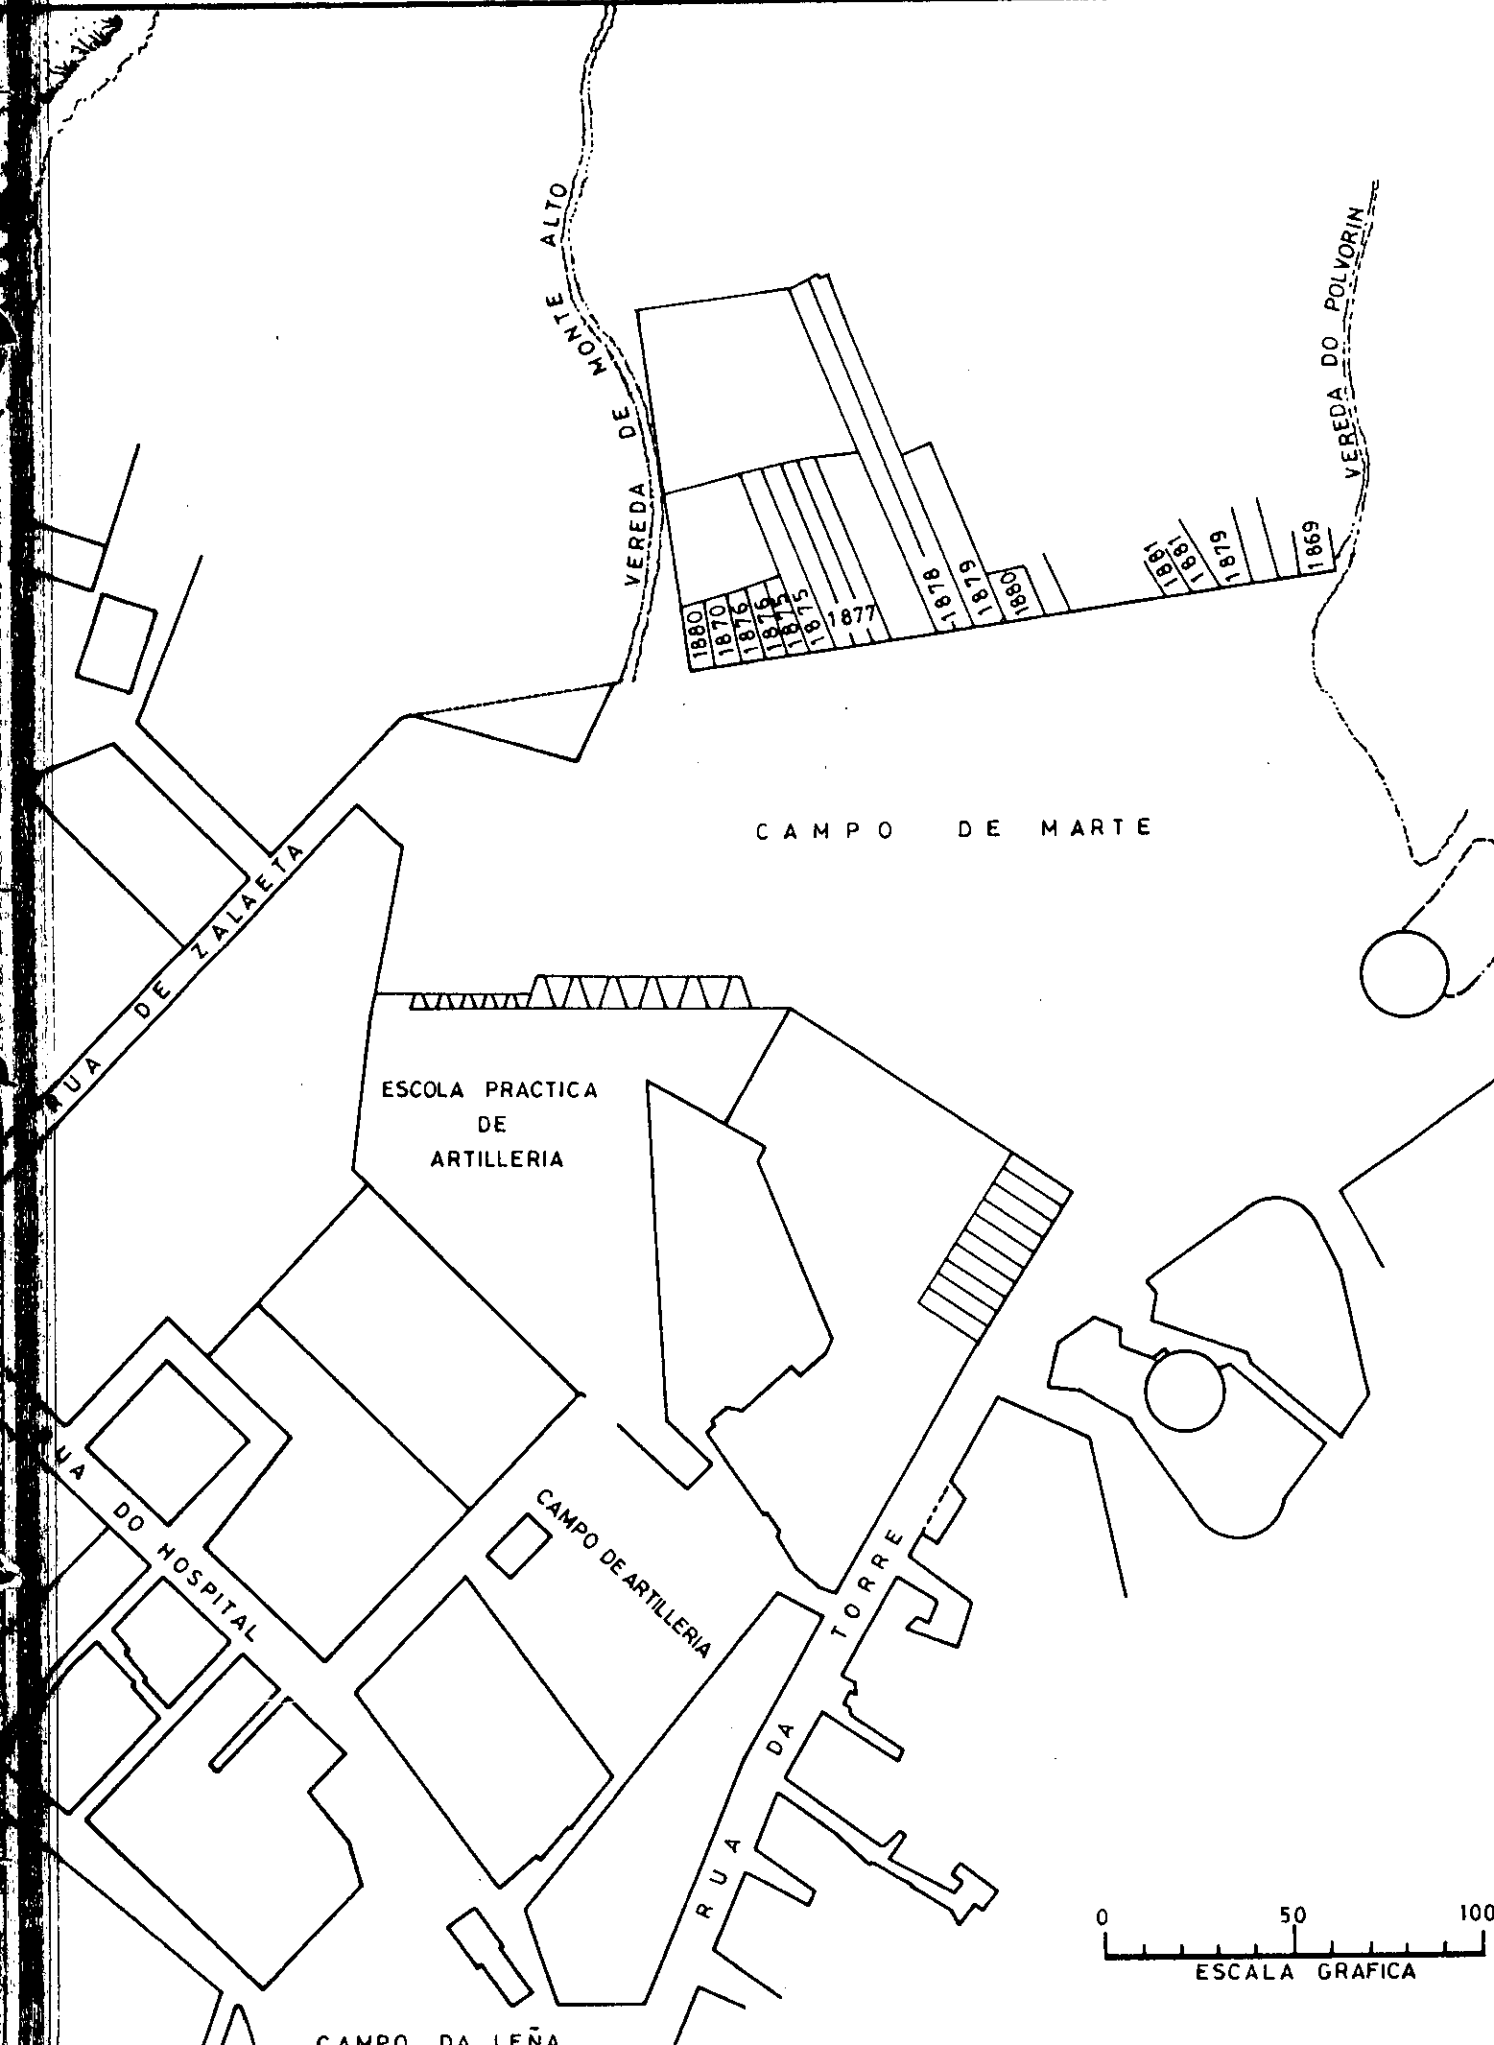 VEREDA DE MONTE ALTO
VEREDA DO POLVORIN
1880
1870
1876
1876
1875
1875
1877
1878
1879
1880
1881
1881
1879
1869
CAMPO DE MARTE
RUA DE ZALAETA
ESCOLA PRACTICA
DE
ARTILLERIA
UA DO HOSPITAL
CAMPO DE ARTILLERIA
RUA DA TORRE
0 50 100
ESCALA GRAFICA
CAMPO DA LEÑA